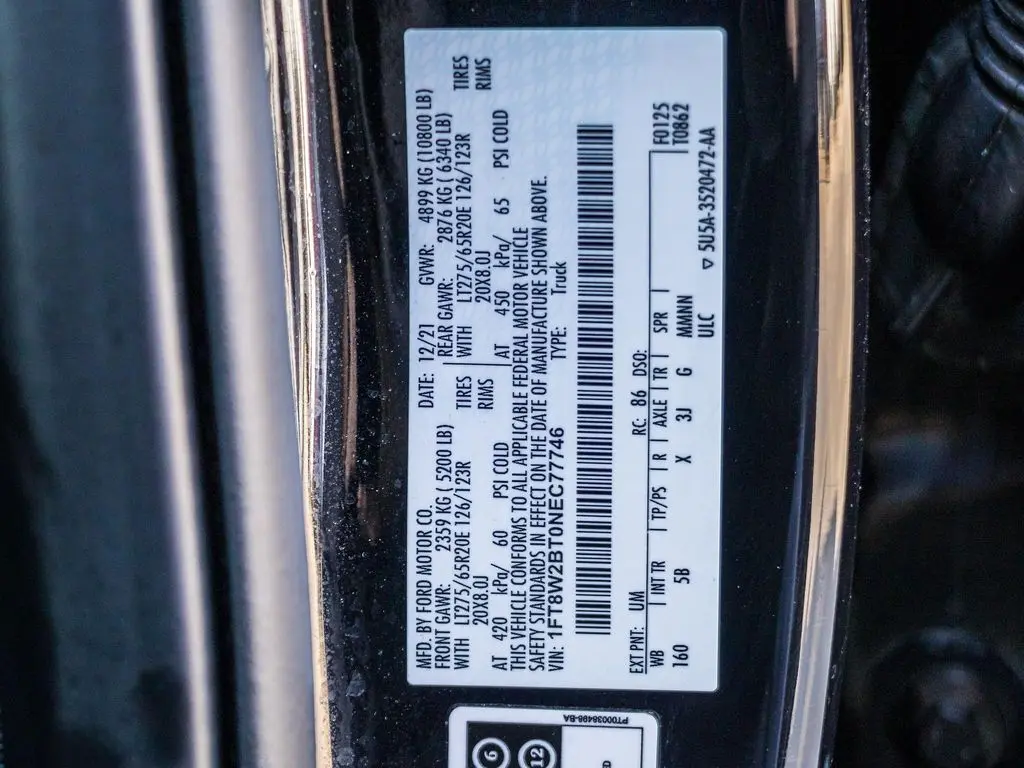 MFD. BY FORD MOTOR CO. DATE: 12/21 GVWR: 4899 KG (10800 LB)
FRONT GAWR: 2359 KG ( 5200 LB) REAR GAWR: 2876 KG ( 6340 LB)
WITH LT275/65R20E 126/123R TIRES WITH LT275/65R20E 126/123R TIRES
20X8.0J RIMS 20X8.0J RIMS
AT 420 kPa/ 60 PSI COLD AT 450 kPa/ 65 PSI COLD
THIS VEHICLE CONFORMS TO ALL APPLICABLE FEDERAL MOTOR VEHICLE
SAFETY STANDARDS IN EFFECT ON THE DATE OF MANUFACTURE SHOWN ABOVE.
VIN: 1FT8W2BT0NEC77746 TYPE: Truck
EXT PNT: UM RC: 86 DSO: F0125
WB INT TR TP/PS R AXLE TR SPR T0862
160 5B X 3J G MMNIN
ULC 5U5A-3520472-AA
PT00038498-BA
6
12